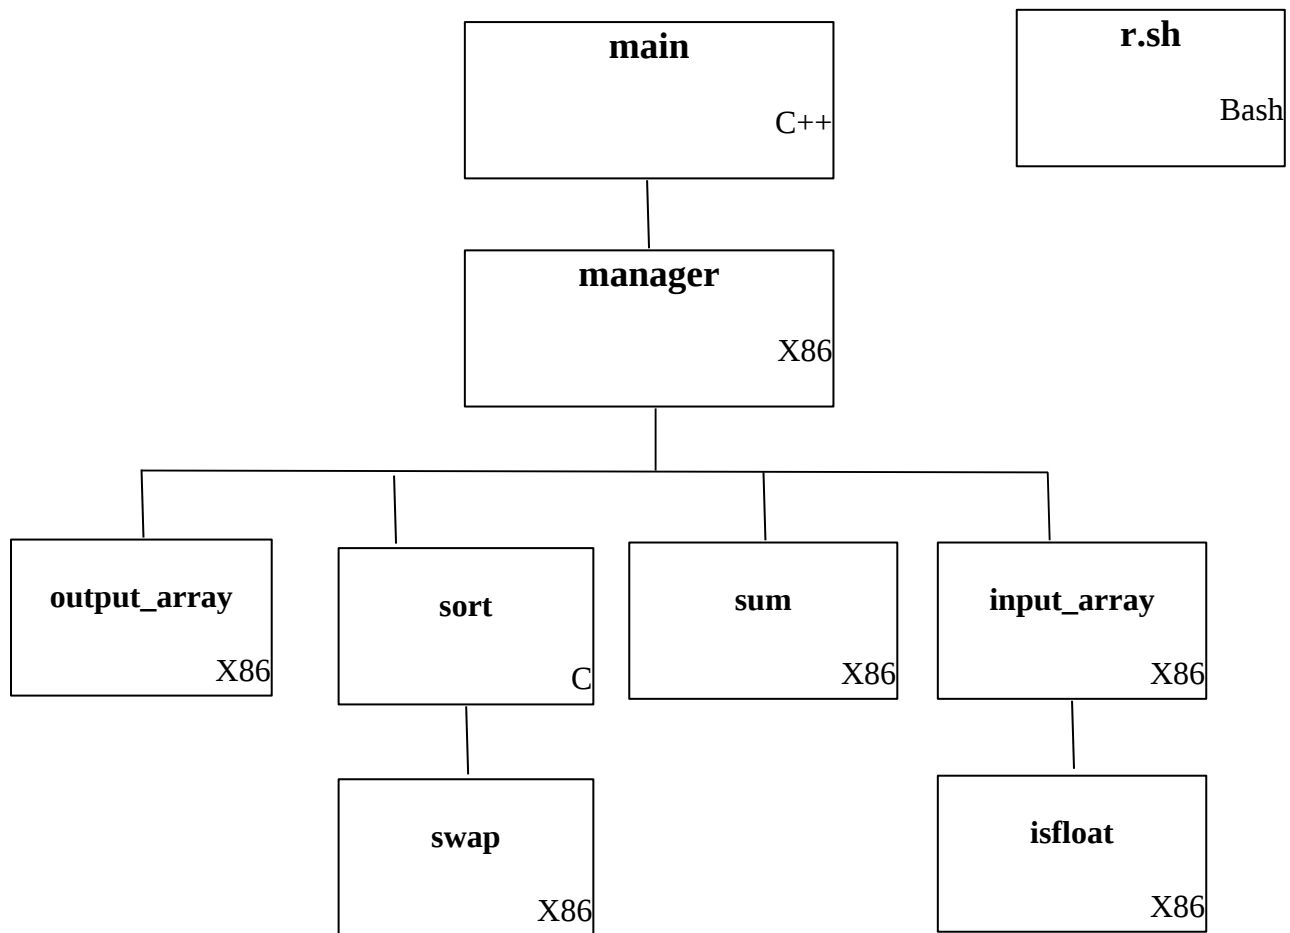 main
C++
r.sh
Bash
manager
X86
output_array
X86
sort
C
sum
X86
input_array
X86
swap
X86
isfloat
X86